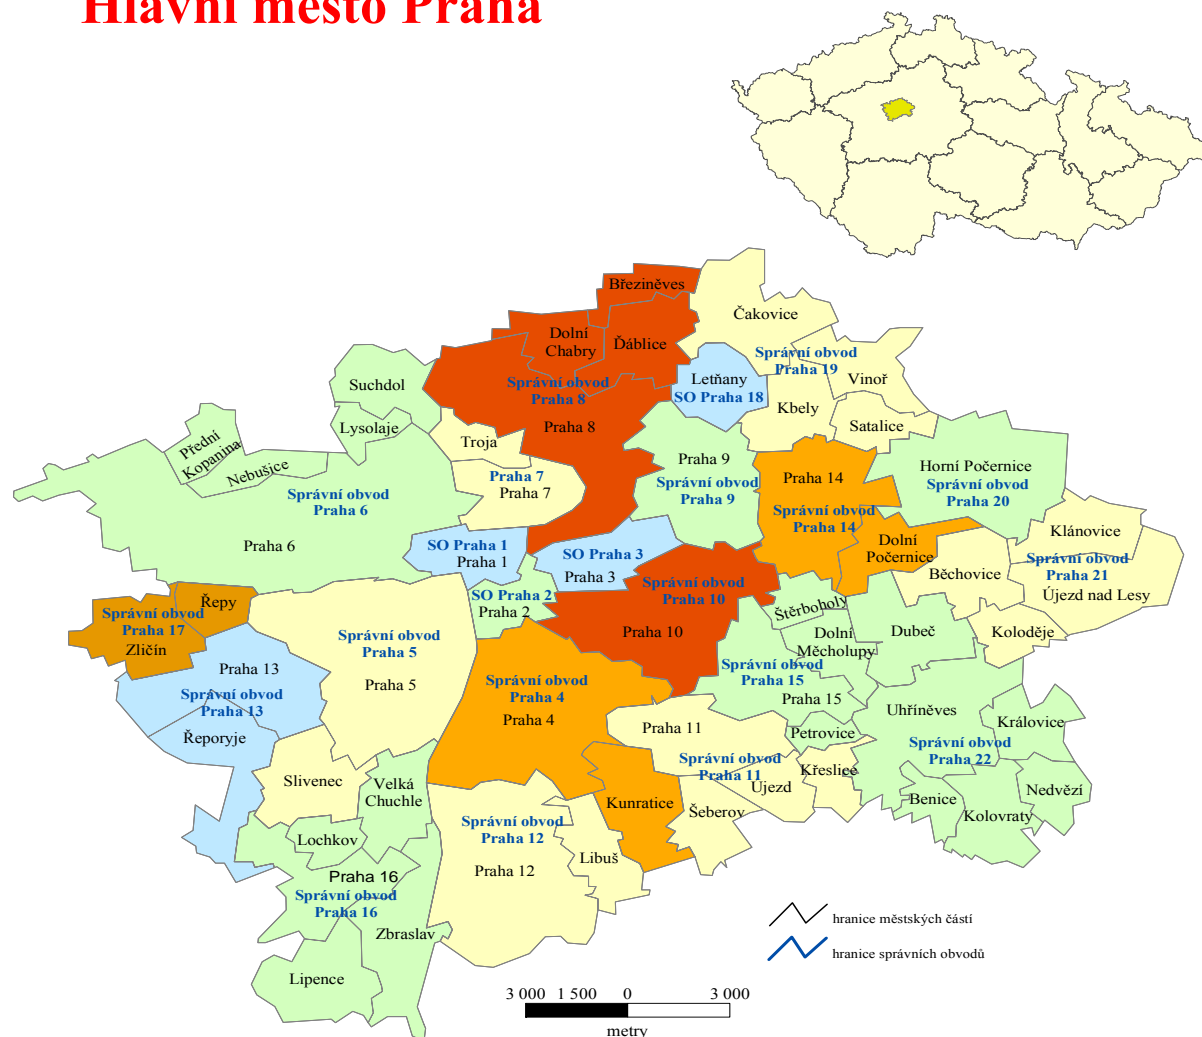 Hlavní město Praha
Březiněves
Čakovice
Dolní
Chabry
Ďáblice
Správní obvod
Praha 19
Suchdol
Správní obvod
Praha 8
Letňany
SO Praha 18
Vinoř
Kbely
Lysolaje
Praha 8
Satalice
Přední
Kopanina
Troja
Nebušice
Praha 9
Horní Počernice
Správní obvod
Praha 20
Praha 7
Praha 7
Správní obvod
Praha 9
Praha 14
Správní obvod
Praha 6
Správní obvod
Praha 14
Klánovice
Praha 6
SO Praha 1
Praha 1
SO Praha 3
Praha 3
Dolní
Počernice
Správní obvod
Praha 21
Běchovice
Újezd nad Lesy
Správní obvod
Praha 10
SO Praha 2
Praha 2
Řepy
Správní obvod
Praha 17
Zličín
Štěrboholy
Správní obvod
Praha 5
Praha 10
Dolní
Měcholupy
Dubeč
Koloděje
Praha 13
Správní obvod
Praha 15
Praha 5
Správní obvod
Praha 4
Správní obvod
Praha 13
Praha 15
Praha 4
Uhříněves
Praha 11
Královice
Řeporyje
Petrovice
Správní obvod
Praha 22
Správní obvod
Praha 11
Křeslice
Slivenec
Velká
Chuchle
Újezd
Nedvězí
Kunratice
Benice
Šeberov
Kolovraty
Správní obvod
Praha 12
Lochkov
Libuš
Praha 12
Praha 16
Správní obvod
Praha 16
Zbraslav
hranice městských částí
hranice správních obvodů
Lipence
3 000 1 500 0 3 000
metry